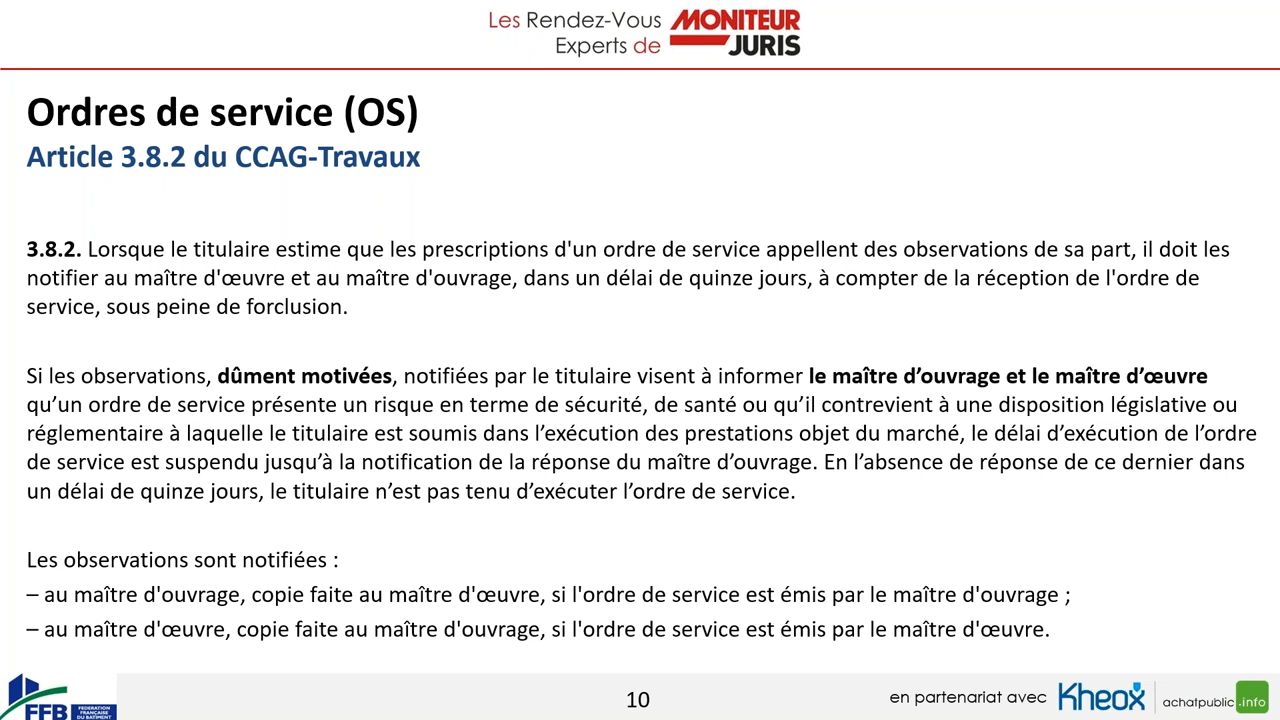 Les Rendez-Vous
Experts de
MONITEUR
JURIS
Ordres de service (OS)
Article 3.8.2 du CCAG-Travaux
3.8.2. Lorsque le titulaire estime que les prescriptions d'un ordre de service appellent des observations de sa part, il doit les
notifier au maître d'œuvre et au maître d'ouvrage, dans un délai de quinze jours, à compter de la réception de l'ordre de
service, sous peine de forclusion.
Si les observations, dûment motivées, notifiées par le titulaire visent à informer le maître d’ouvrage et le maître d’œuvre
qu’un ordre de service présente un risque en terme de sécurité, de santé ou qu’il contrevient à une disposition législative ou
réglementaire à laquelle le titulaire est soumis dans l’exécution des prestations objet du marché, le délai d’exécution de l’ordre
de service est suspendu jusqu’à la notification de la réponse du maître d’ouvrage. En l’absence de réponse de ce dernier dans
un délai de quinze jours, le titulaire n’est pas tenu d’exécuter l’ordre de service.
Les observations sont notifiées :
– au maître d'ouvrage, copie faite au maître d'œuvre, si l'ordre de service est émis par le maître d'ouvrage ;
– au maître d'œuvre, copie faite au maître d'ouvrage, si l'ordre de service est émis par le maître d'œuvre.
FFB
FEDERATION
FRANÇAISE
DU BÂTIMENT
10
en partenariat avec
Kheox
achatpublic.info